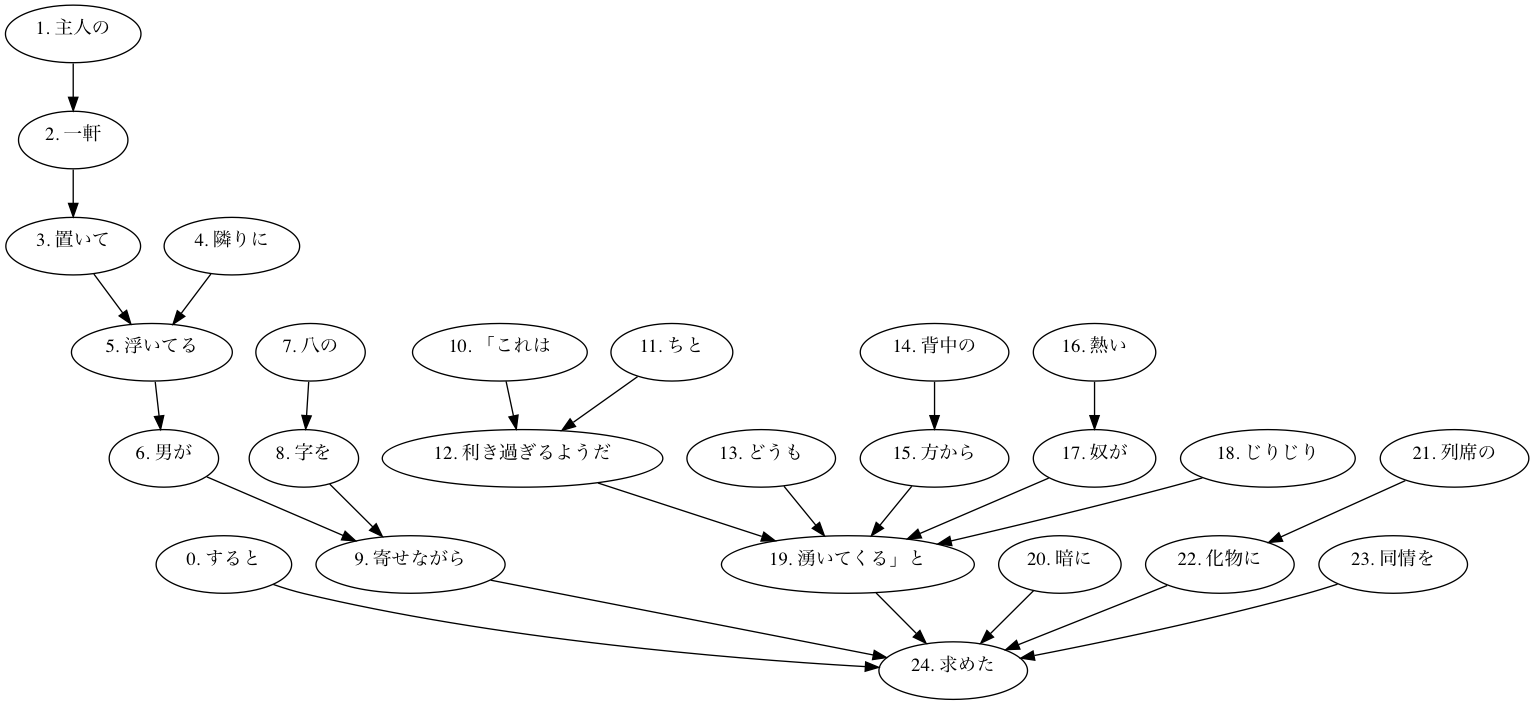 1. 主人の
2. 一軒
3. 置いて
4. 隣りに
5. 浮いてる
7. 八の
10. 「これは
11. ちと
14. 背中の
16. 熱い
6. 男が
8. 字を
12. 利き過ぎるようだ
13. どうも
15. 方から
17. 奴が
18. じりじり
21. 列席の
0. すると
9. 寄せながら
19. 湧いてくる」と
20. 暗に
22. 化物に
23. 同情を
24. 求めた